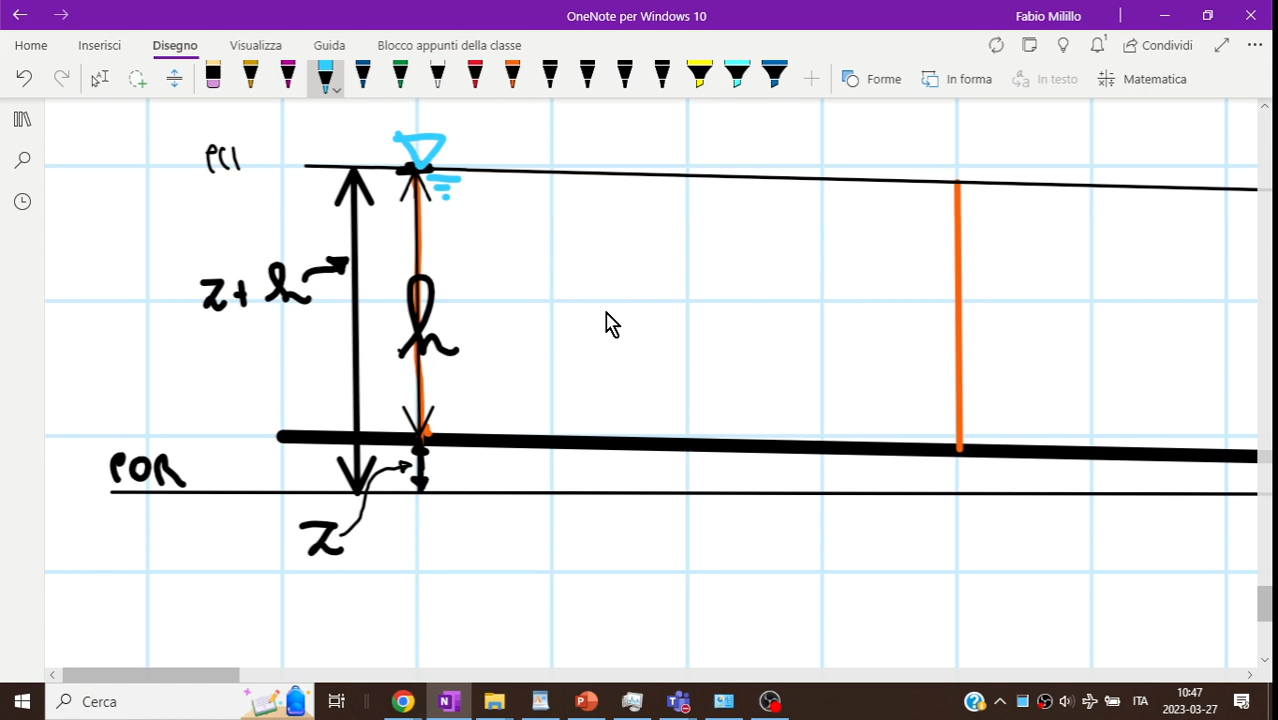 OneNote per Windows 10
Fabio Milillo
Home Inserisci Disegno Visualizza Guida Blocco appunti della classe
Condividi
Forme In forma In testo Matematica
PCI
z + h
h
POR
z
Cerca
ITA
10:47
2023-03-27